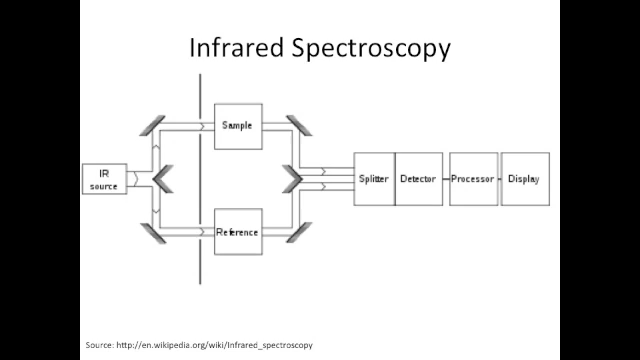 Infrared Spectroscopy
Sample
IR
source
Splitter
Detector
Processor
Display
Reference
Source: http://en.wikipedia.org/wiki/Infrared_spectroscopy